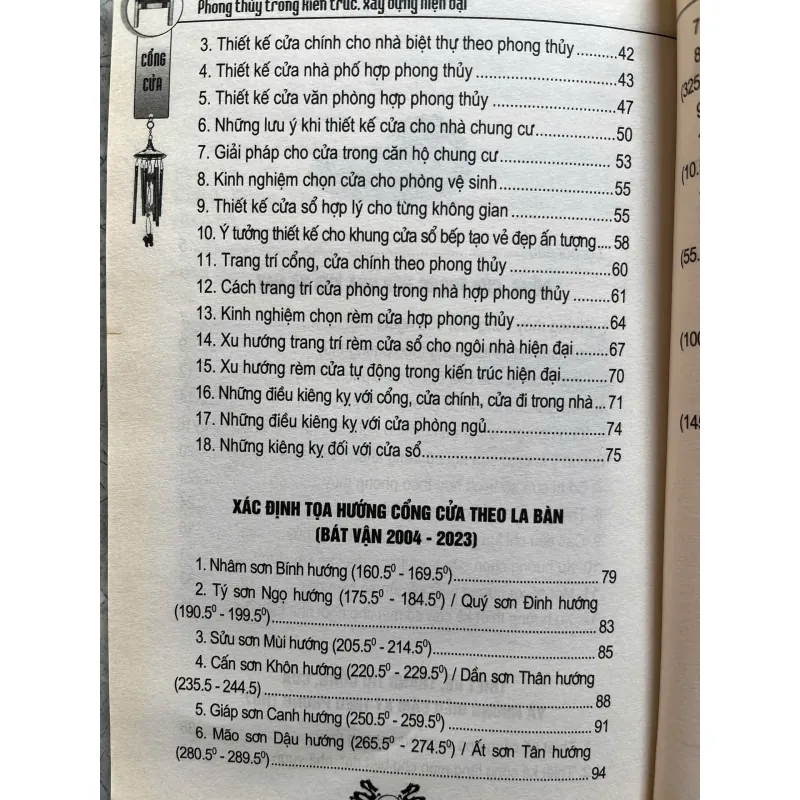 Phong thủy trong kiến trúc, xây dựng hiện đại
CỔNG
CỬA
3. Thiết kế cửa chính cho nhà biệt thự theo phong thủy..........42
4. Thiết kế cửa nhà phố hợp phong thủy..........43
5. Thiết kế cửa văn phòng hợp phong thủy..........47
6. Những lưu ý khi thiết kế cửa cho nhà chung cư..........50
7. Giải pháp cho cửa trong căn hộ chung cư..........53
8. Kinh nghiệm chọn cửa cho phòng vệ sinh..........55
9. Thiết kế cửa sổ hợp lý cho từng không gian..........55
10. Ý tưởng thiết kế cho khung cửa sổ bếp tạo vẻ đẹp ấn tượng....58
11. Trang trí cổng, cửa chính theo phong thủy..........60
12. Cách trang trí cửa phòng trong nhà hợp phong thủy..........61
13. Kinh nghiệm chọn rèm cửa hợp phong thủy..........64
14. Xu hướng trang trí rèm cửa sổ cho ngôi nhà hiện đại........67
15. Xu hướng rèm cửa tự động trong kiến trúc hiện đại..........70
16. Những điều kiêng kỵ với cổng, cửa chính, cửa đi trong nhà...71
17. Những điều kiêng kỵ với cửa phòng ngủ..........74
18. Những kiêng kỵ đối với cửa sổ..........75
XÁC ĐỊNH TỌA HƯỚNG CỔNG CỬA THEO LA BÀN
(BÁT VẬN 2004 - 2023)
1. Nhâm sơn Bính hướng (160.5⁰ - 169.5⁰)..........79
2. Tý sơn Ngọ hướng (175.5⁰ - 184.5⁰) / Quý sơn Đinh hướng
(190.5⁰ - 199.5⁰)..........83
3. Sửu sơn Mùi hướng (205.5⁰ - 214.5⁰)..........85
4. Cấn sơn Khôn hướng (220.5⁰ - 229.5⁰) / Dần sơn Thân hướng
(235.5 - 244.5)..........88
5. Giáp sơn Canh hướng (250.5⁰ - 259.5⁰)..........91
6. Mão sơn Dậu hướng (265.5⁰ - 274.5⁰) / Ất sơn Tân hướng
(280.5⁰ - 289.5⁰)..........94